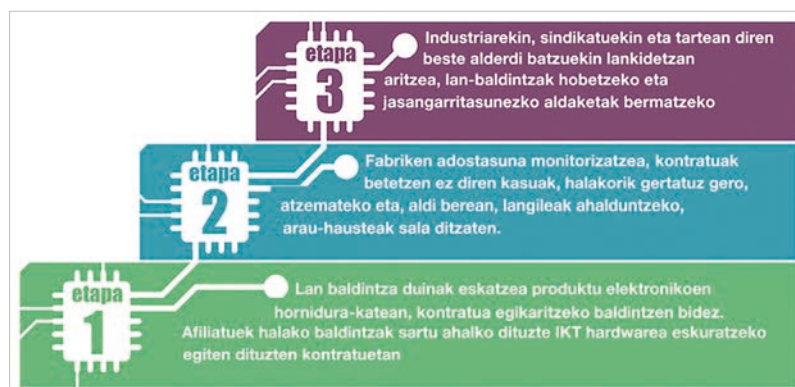 etapa
3
Industriarekin, sindikatuekin eta tartean diren
beste alderdi batzuekin lankidetzan
aritzea, lan-baldintzak hobetzeko eta
jasangarritasunezko aldaketak bermatzeko
etapa
2
Fabriken adostasuna monitorizatzea, kontratuak
betetzen ez diren kasuak, halakorik gertatuz gero,
atzemateko eta, aldi berean, langileak ahalduntzeko,
arau-hausteak sala ditzaten.
etapa
1
Lan baldintza duinak eskatzea produktu elektronikoen
hornidura-katean, kontratua egikaritzeko baldintzen bidez.
Afiliatuek halako baldintzak sartu ahalko dituzte IKT hardwarea eskuratzeko
egiten dituzten kontratuetan